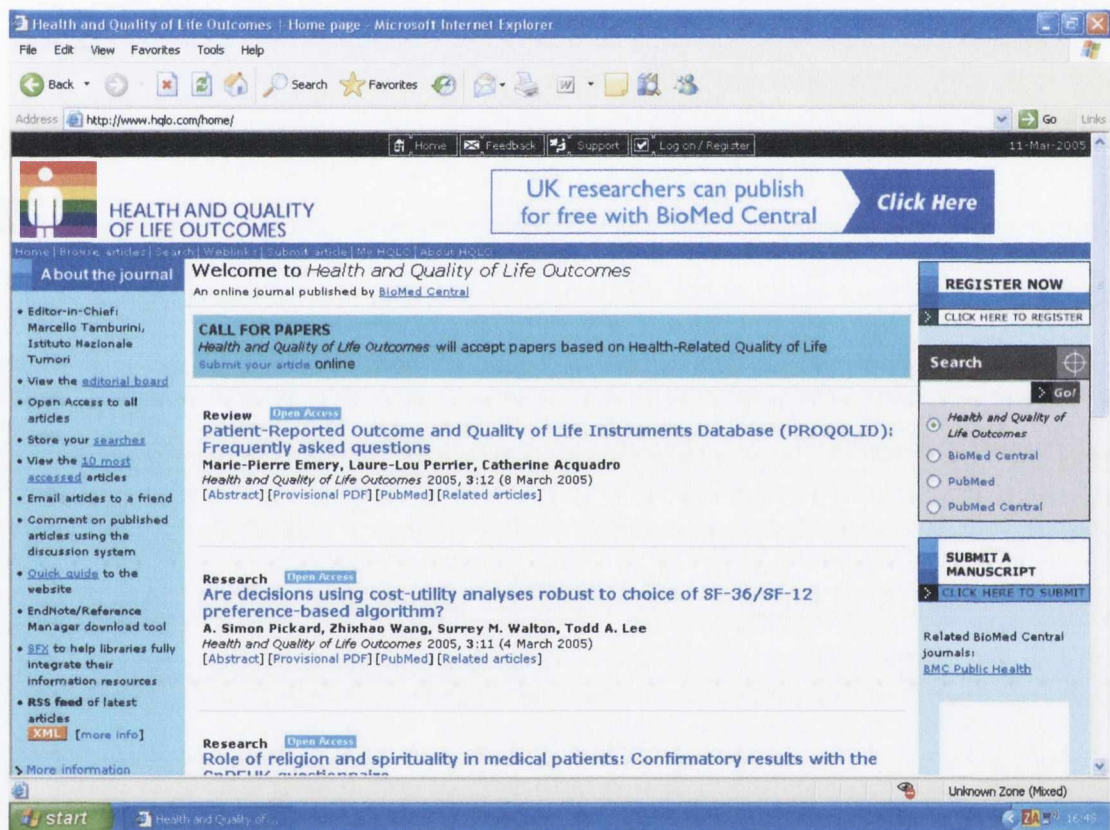 Health and Quality of Life Outcomes | Home page - Microsoft Internet Explorer
File Edit View Favorites Tools Help
Back Search Favorites
Address http://www.hqlo.com/home/ Go Links
Home Feedback Support Log on / Register 11-Mar-2005
HEALTH AND QUALITY
OF LIFE OUTCOMES
UK researchers can publish
for free with BioMed Central
Click Here
Home | Browse articles | Search | Weblinks | Submit article | My HQLO | About HQLO
About the journal
• Editor-in-Chief:
Marcello Tamburini,
Istituto Nazionale
Tumori
• View the editorial board
• Open Access to all
articles
• Store your searches
• View the 10 most
accessed articles
• Email articles to a friend
• Comment on published
articles using the
discussion system
• Quick guide to the
website
• EndNote/Reference
Manager download tool
• SFX to help libraries fully
integrate their
information resources
• RSS feed of latest
articles
XML [more info]
More information
Welcome to Health and Quality of Life Outcomes
An online journal published by BioMed Central
CALL FOR PAPERS
Health and Quality of Life Outcomes will accept papers based on Health-Related Quality of Life
Submit your article online
Review Open Access
Patient-Reported Outcome and Quality of Life Instruments Database (PROQOLID):
Frequently asked questions
Marie-Pierre Emery, Laure-Lou Perrier, Catherine Acquadro
Health and Quality of Life Outcomes 2005, 3:12 (8 March 2005)
[Abstract] [Provisional PDF] [PubMed] [Related articles]
Research Open Access
Are decisions using cost-utility analyses robust to choice of SF-36/SF-12
preference-based algorithm?
A. Simon Pickard, Zhixhao Wang, Surrey M. Walton, Todd A. Lee
Health and Quality of Life Outcomes 2005, 3:11 (4 March 2005)
[Abstract] [Provisional PDF] [PubMed] [Related articles]
Research Open Access
Role of religion and spirituality in medical patients: Confirmatory results with the
REGISTER NOW
CLICK HERE TO REGISTER
Search
Go!
Health and Quality of
Life Outcomes
BioMed Central
PubMed
PubMed Central
SUBMIT A
MANUSCRIPT
CLICK HERE TO SUBMIT
Related BioMed Central
journals:
BMC Public Health
Unknown Zone (Mixed)
start Health and Quality of ... ZA 16:48